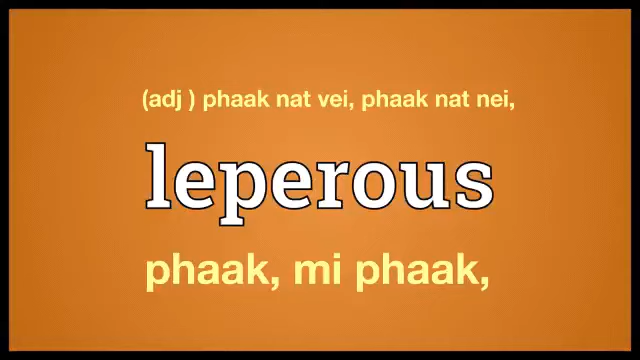 (adj ) phaak nat vei, phaak nat nei,
leperous
phaak, mi phaak,